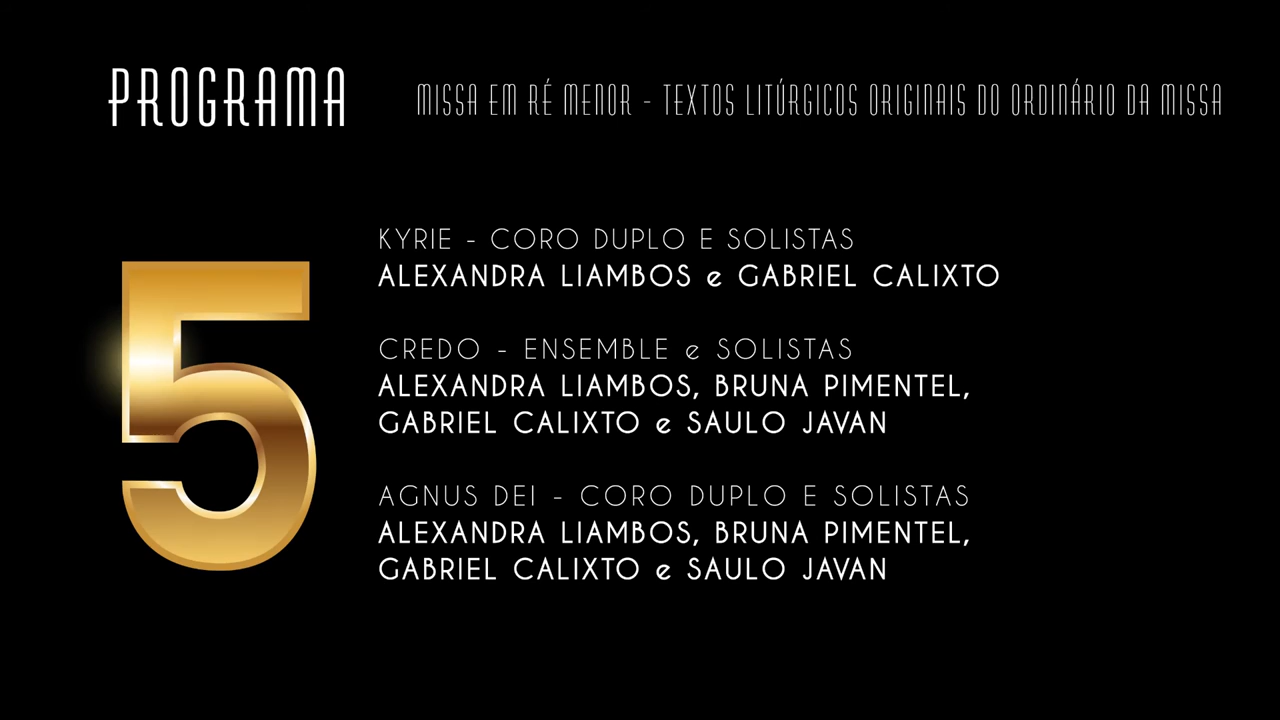 PROGRAMA
MISSA EM RÉ MENOR - TEXTOS LITÚRGICOS ORIGINAIS DO ORDINÁRIO DA MISSA
5
KYRIE - CORO DUPLO E SOLISTAS
ALEXANDRA LIAMBOS e GABRIEL CALIXTO
CREDO - ENSEMBLE e SOLISTAS
ALEXANDRA LIAMBOS, BRUNA PIMENTEL,
GABRIEL CALIXTO e SAULO JAVAN
AGNUS DEI - CORO DUPLO E SOLISTAS
ALEXANDRA LIAMBOS, BRUNA PIMENTEL,
GABRIEL CALIXTO e SAULO JAVAN